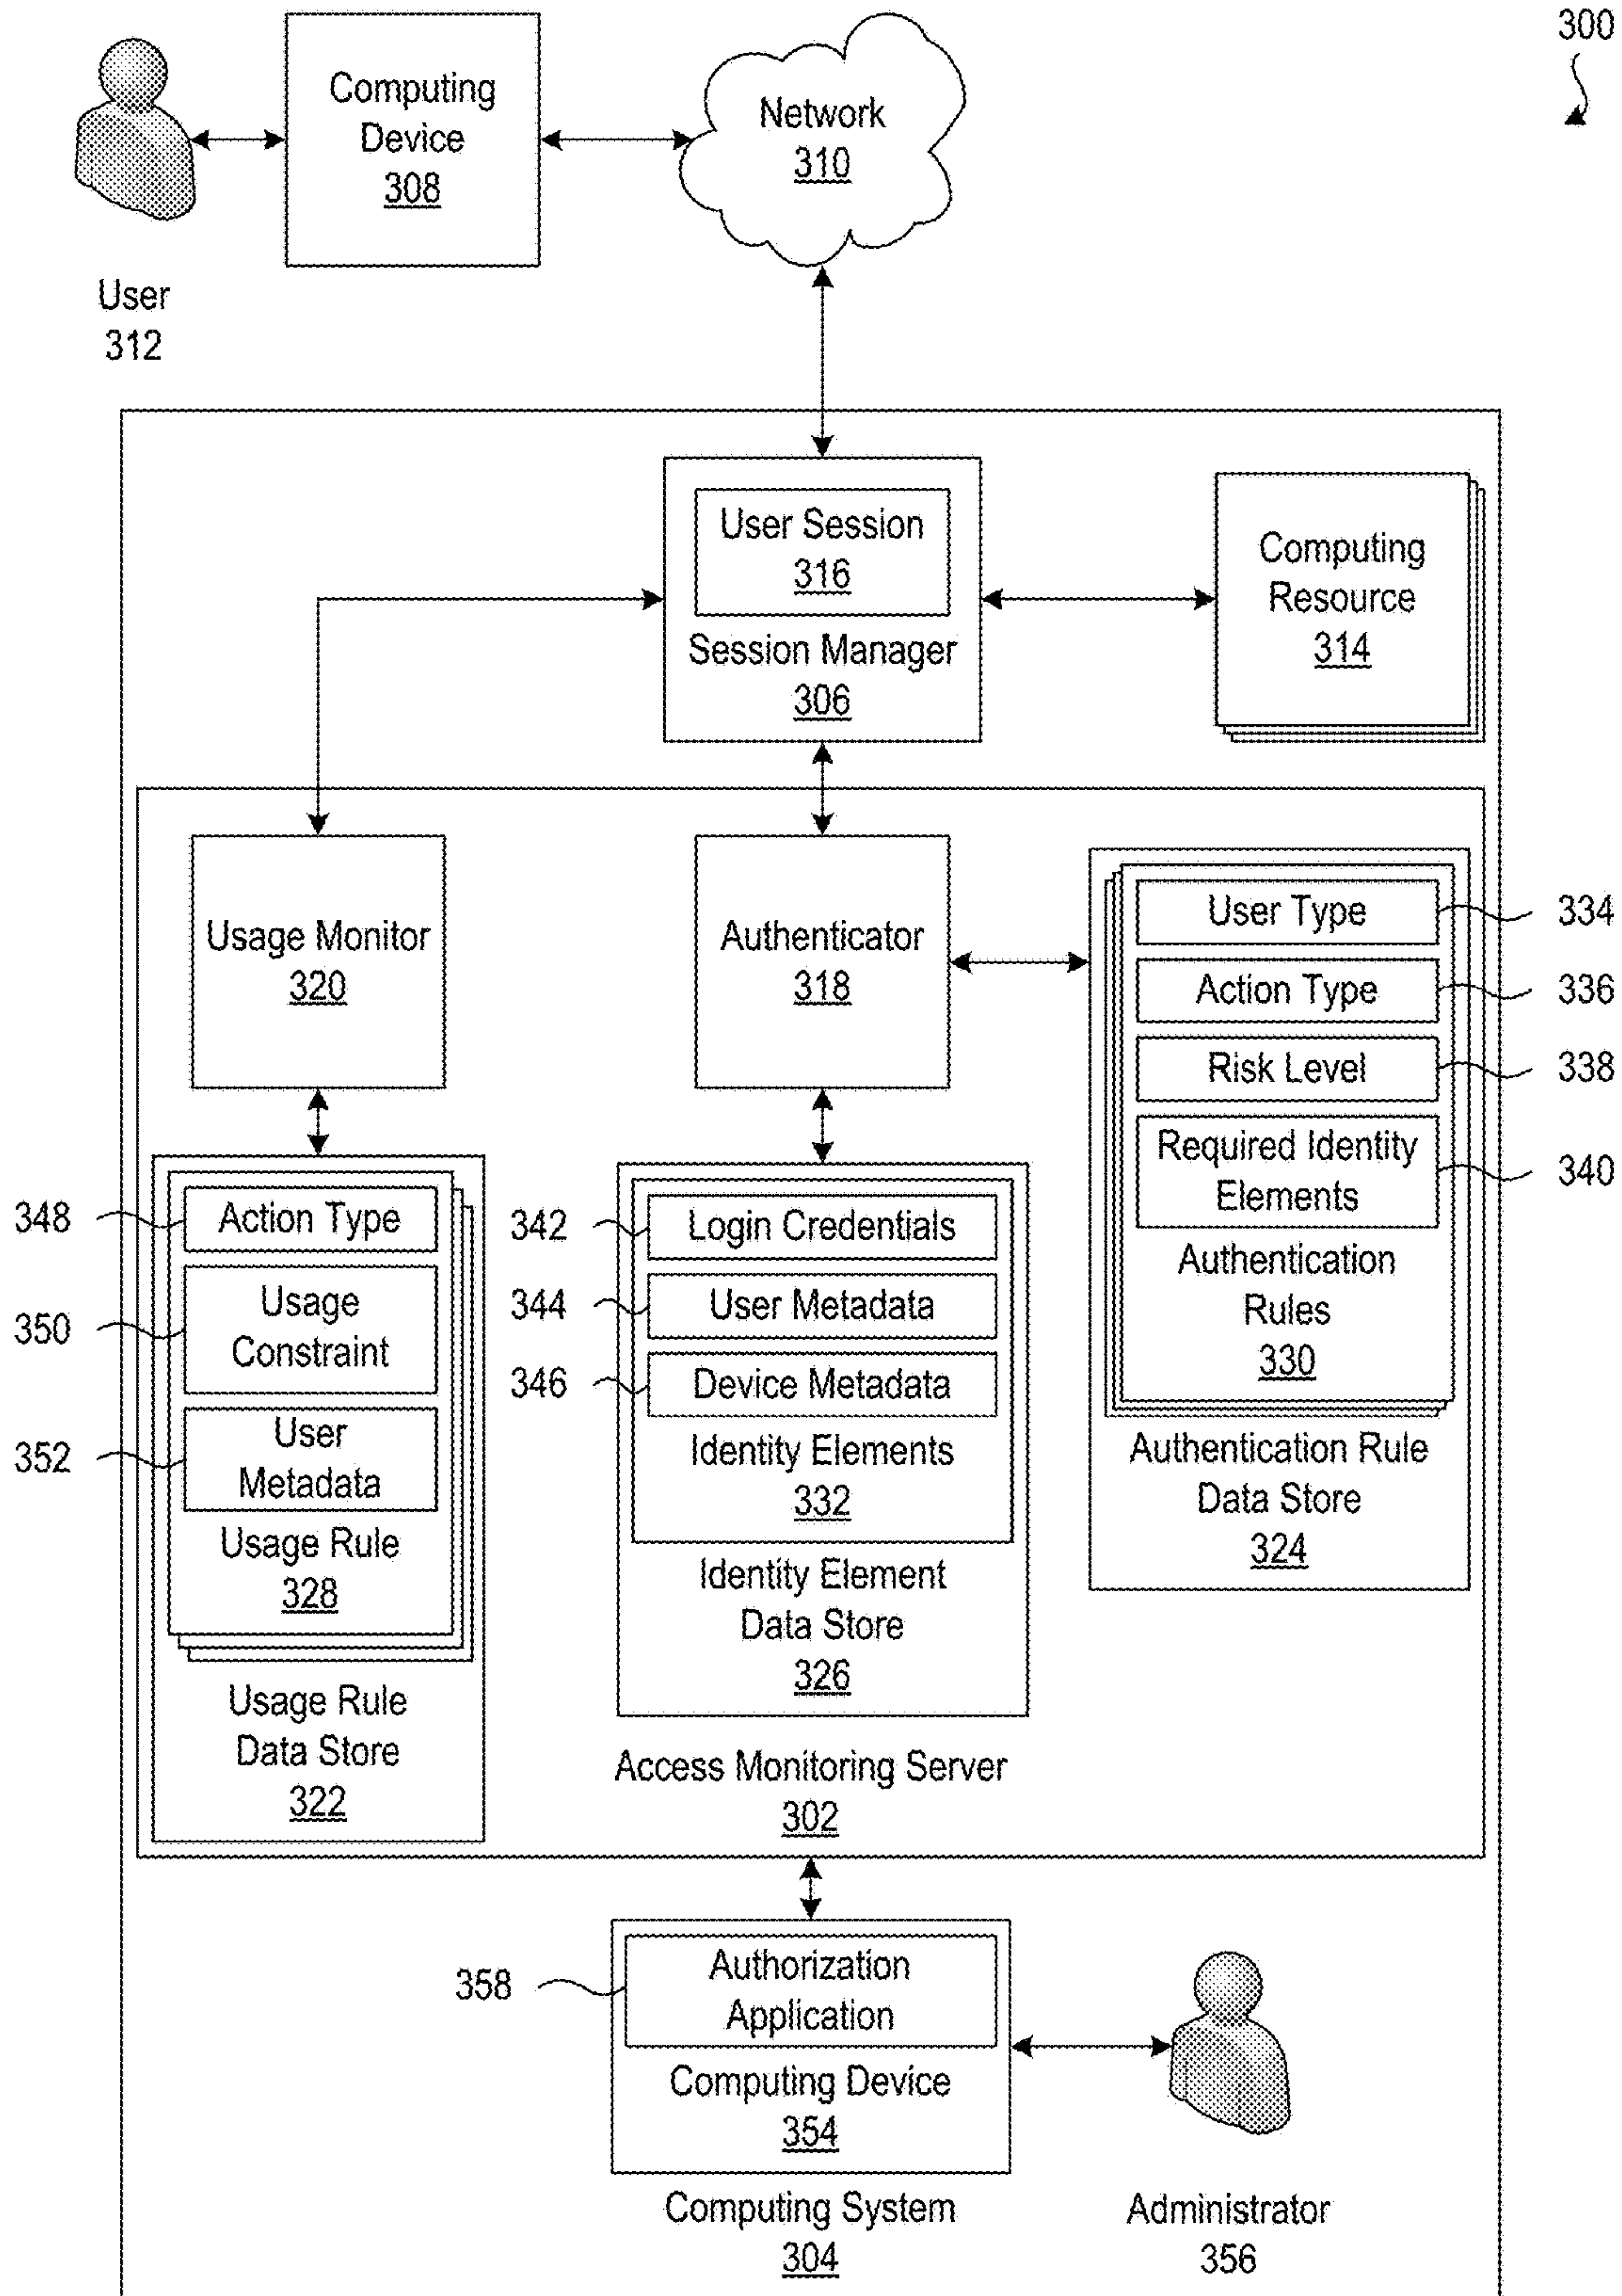 300
Computing
Device
308
Network
310
User
312
User Session
316
Session Manager
306
Computing
Resource
314
Usage Monitor
320
Authenticator
318
User Type
334
Action Type
336
Risk Level
338
Required Identity
Elements
340
Authentication
Rules
330
Authentication Rule
Data Store
324
348
Action Type
350
Usage
Constraint
352
User
Metadata
Usage Rule
328
Usage Rule
Data Store
322
342
Login Credentials
344
User Metadata
346
Device Metadata
Identity Elements
332
Identity Element
Data Store
326
Access Monitoring Server
302
358
Authorization
Application
Computing Device
354
Computing System
304
Administrator
356